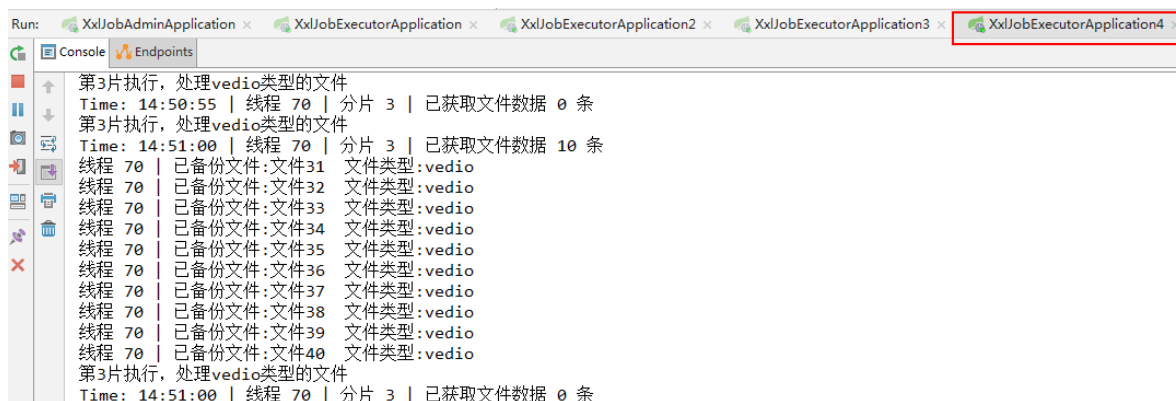 Run: XxlJobAdminApplication × XxlJobExecutorApplication × XxlJobExecutorApplication2 × XxlJobExecutorApplication3 × XxlJobExecutorApplication4 ×
Console Endpoints
第3片执行，处理vedio类型的文件
Time: 14:50:55 | 线程 70 | 分片 3 | 已获取文件数据 0 条
第3片执行，处理vedio类型的文件
Time: 14:51:00 | 线程 70 | 分片 3 | 已获取文件数据 10 条
线程 70 | 已备份文件:文件31 文件类型:vedio
线程 70 | 已备份文件:文件32 文件类型:vedio
线程 70 | 已备份文件:文件33 文件类型:vedio
线程 70 | 已备份文件:文件34 文件类型:vedio
线程 70 | 已备份文件:文件35 文件类型:vedio
线程 70 | 已备份文件:文件36 文件类型:vedio
线程 70 | 已备份文件:文件37 文件类型:vedio
线程 70 | 已备份文件:文件38 文件类型:vedio
线程 70 | 已备份文件:文件39 文件类型:vedio
线程 70 | 已备份文件:文件40 文件类型:vedio
第3片执行，处理vedio类型的文件
Time: 14:51:00 | 线程 70 | 分片 3 | 已获取文件数据 0 条